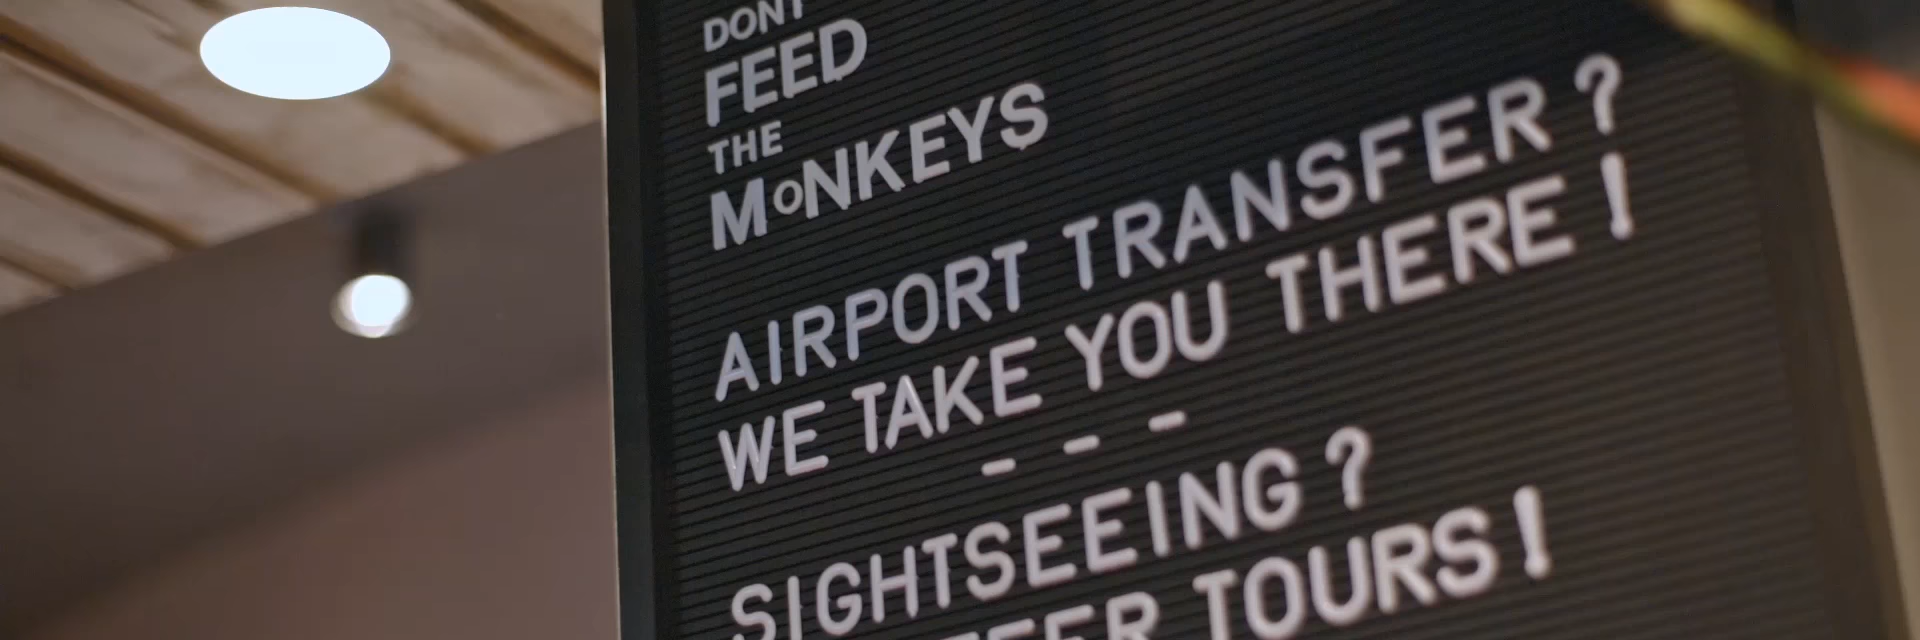 DONT
FEED
THE
MoNKEYS
AIRPORT TRANSFER ?
WE TAKE YOU THERE !
- - -
SIGHTSEEING ?
TOURS !